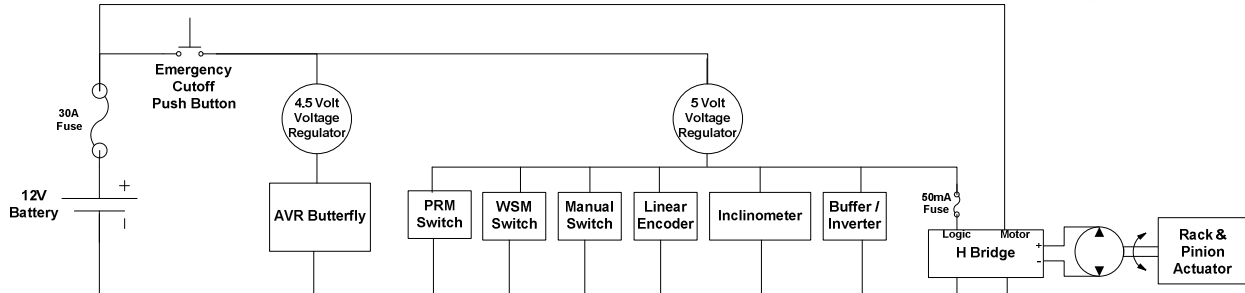 Emergency
Cutoff
Push Button
30A
Fuse
12V
Battery
+
−
4.5 Volt
Voltage
Regulator
AVR Butterfly
5 Volt
Voltage
Regulator
PRM
Switch
WSM
Switch
Manual
Switch
Linear
Encoder
Inclinometer
Buffer /
Inverter
50mA
Fuse
Logic
Motor
H Bridge
+
-
Rack &
Pinion
Actuator